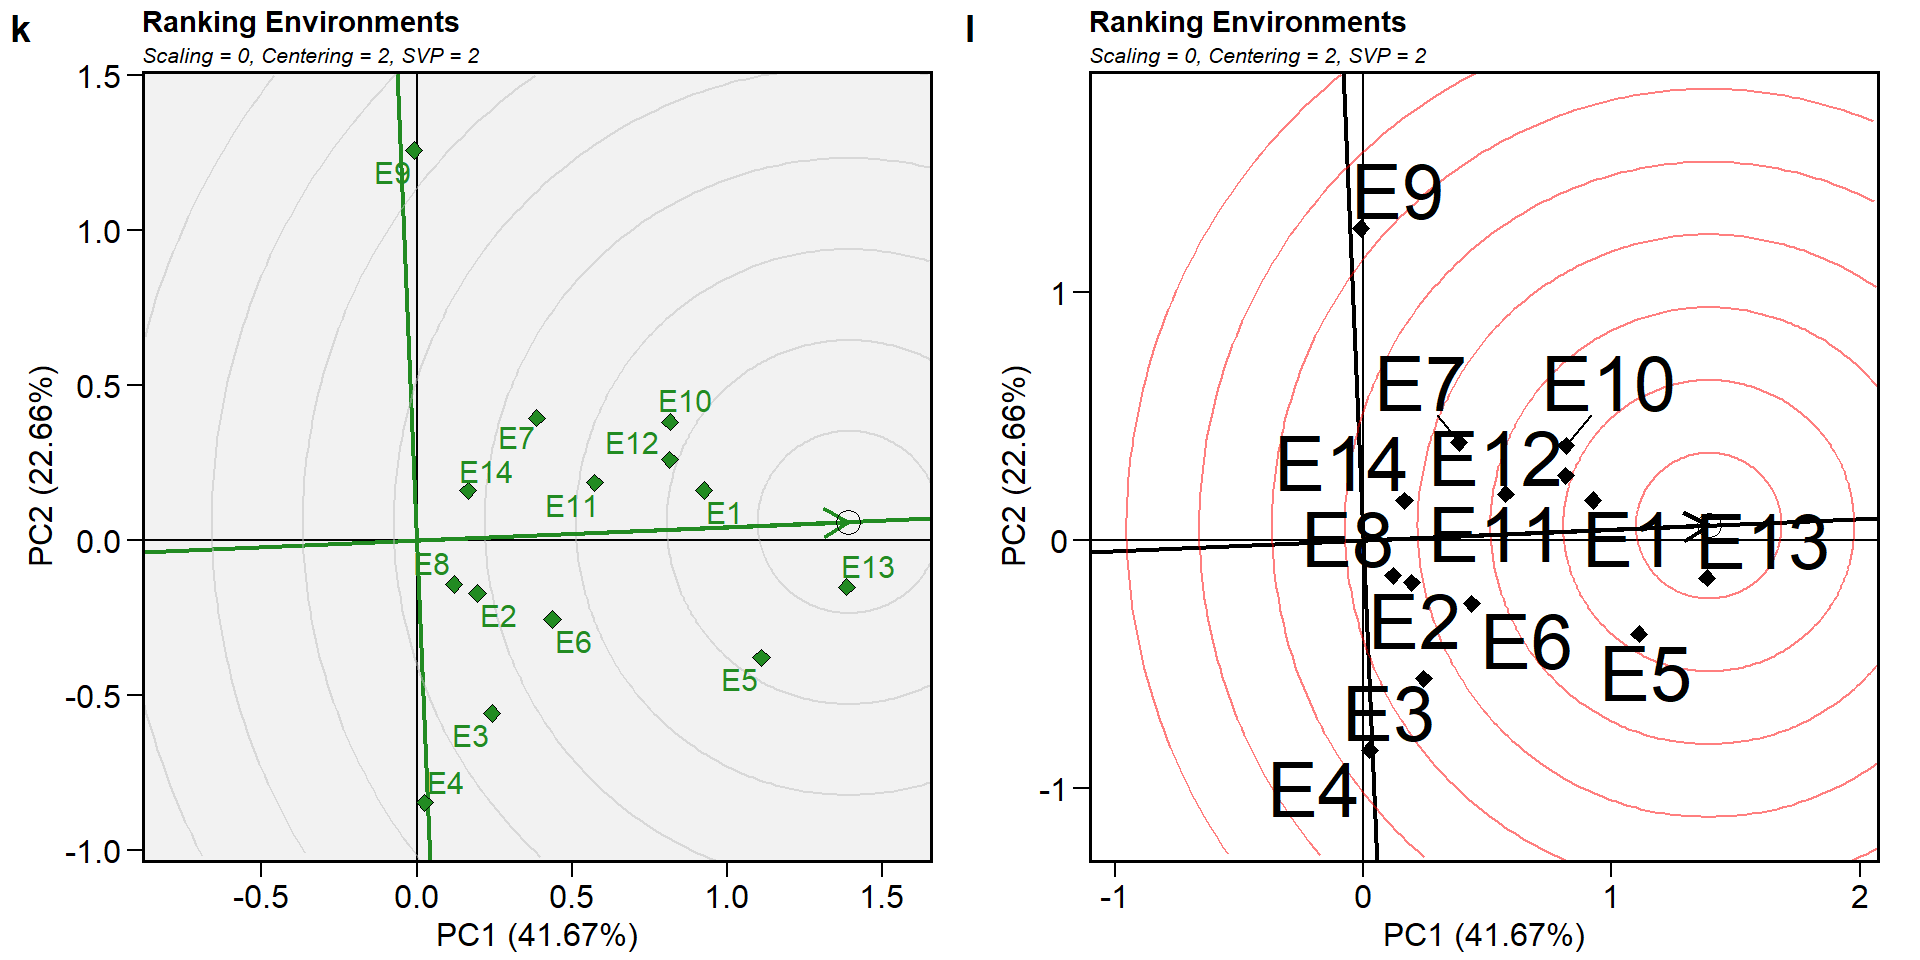 k
Ranking Environments
Scaling = 0, Centering = 2, SVP = 2
1.5
1.0
0.5
0.0
-0.5
-1.0
PC2 (22.66%)
E9
E10
E7
E12
E14
E11
E1
E8
E13
E2
E6
E5
E3
E4
-0.5
0.0
0.5
1.0
1.5
PC1 (41.67%)
l
Ranking Environments
Scaling = 0, Centering = 2, SVP = 2
1
0
-1
PC2 (22.66%)
E9
E7
E10
E14
E12
E8
E11
E1
E13
E2
E6
E5
E3
E4
-1
0
1
2
PC1 (41.67%)